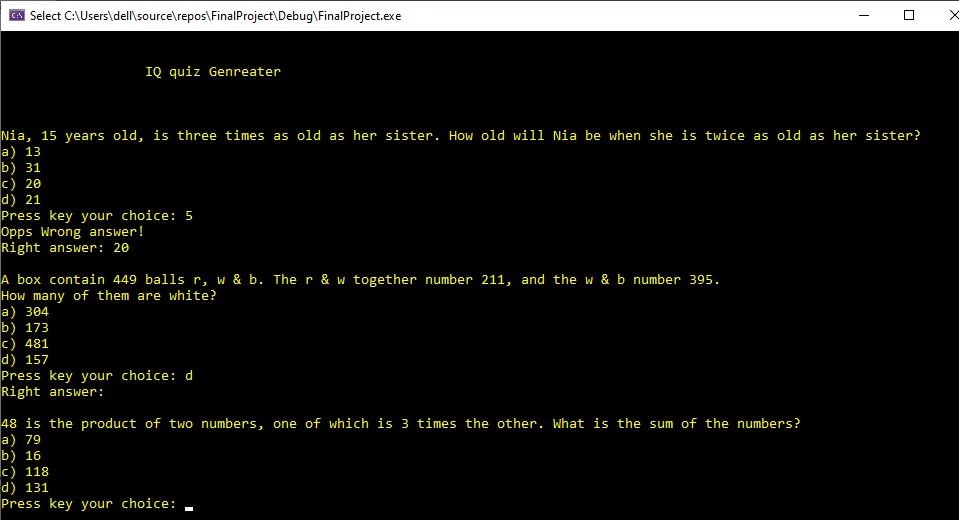 Select C:\Users\dell\source\repos\FinalProject\Debug\FinalProject.exe
IQ quiz Genreater
Nia, 15 years old, is three times as old as her sister. How old will Nia be when she is twice as old as her sister?
a) 13
b) 31
c) 20
d) 21
Press key your choice: 5
Opps Wrong answer!
Right answer: 20
A box contain 449 balls r, w & b. The r & w together number 211, and the w & b number 395.
How many of them are white?
a) 304
b) 173
c) 481
d) 157
Press key your choice: d
Right answer:
48 is the product of two numbers, one of which is 3 times the other. What is the sum of the numbers?
a) 79
b) 16
c) 118
d) 131
Press key your choice: